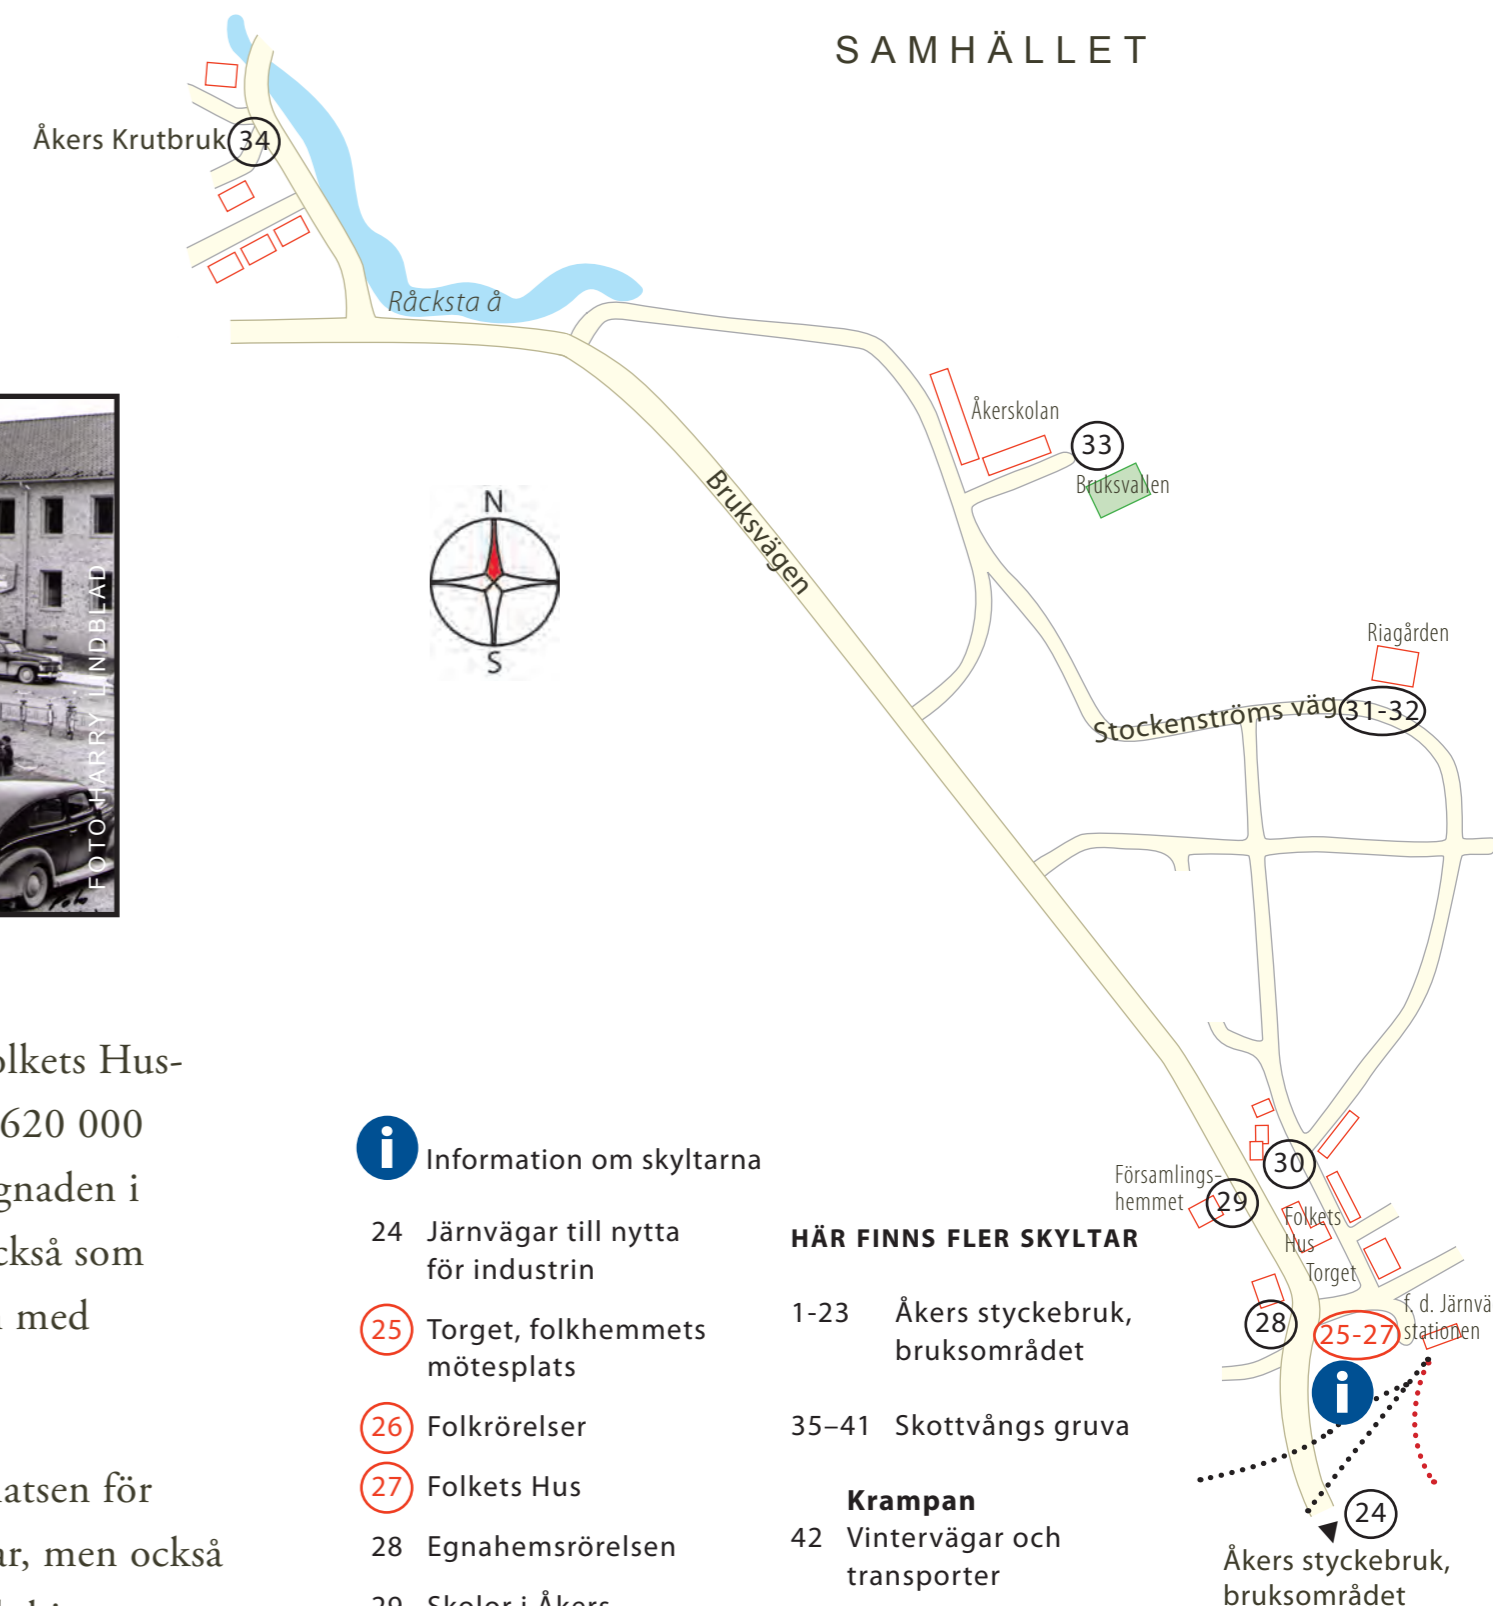 SAMHÄLLET
Åkers Krutbruk 34
Råcksta å
Åkerskolan
33
Bruksvallen
Bruksvägen
N
S
FOTO HARRY LINDBLAD
Riagården
Stockenströms väg 31-32
olkets Hus-
620 000
gnaden i
ckså som
n med
atsen för
ar, men också
i Information om skyltarna
24 Järnvägar till nytta
för industrin
25 Torget, folkhemmets
mötesplats
26 Folkrörelser
27 Folkets Hus
28 Egnahemsrörelsen
29 Skolor i Åkers
HÄR FINNS FLER SKYLTAR
1-23 Åkers styckebruk,
bruksområdet
35–41 Skottvångs gruva
Krampan
42 Vintervägar och
transporter
30
Församlings-
hemmet
29
Folkets
Hus
Torget
28
25-27
f. d. Järnvä
stationen
i
24
Åkers styckebruk,
bruksområdet